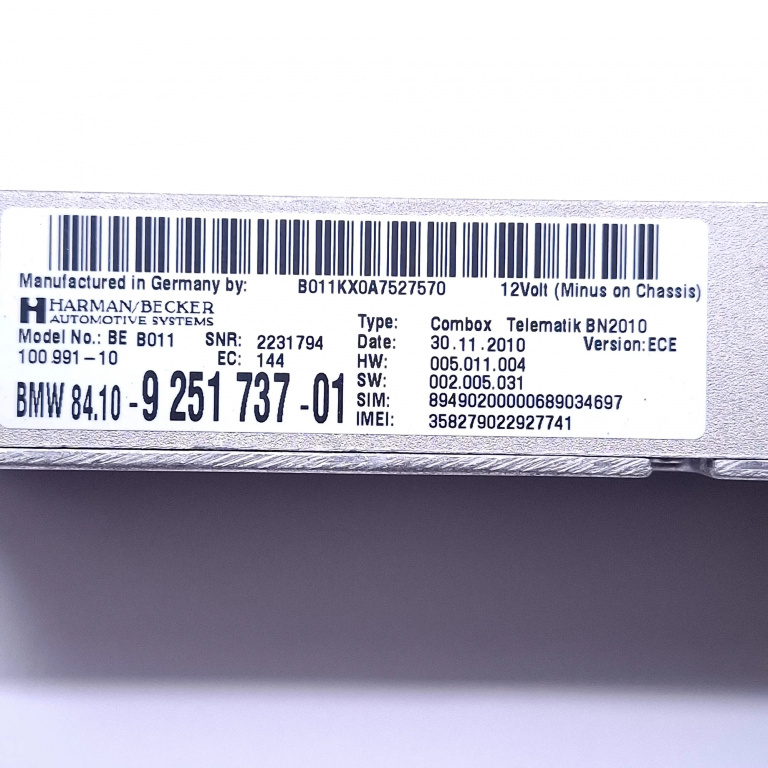 Manufactured in Germany by: B011KX0A7527570 12Volt (Minus on Chassis)
HARMAN/BECKER
AUTOMOTIVE SYSTEMS
Model No.: BE B011 SNR: 2231794
100 991-10 EC: 144
BMW 84.10 - 9 251 737 - 01
Type: Combox Telematik BN2010
Date: 30.11.2010 Version: ECE
HW: 005.011.004
SW: 002.005.031
SIM: 89490200000689034697
IMEI: 358279022927741